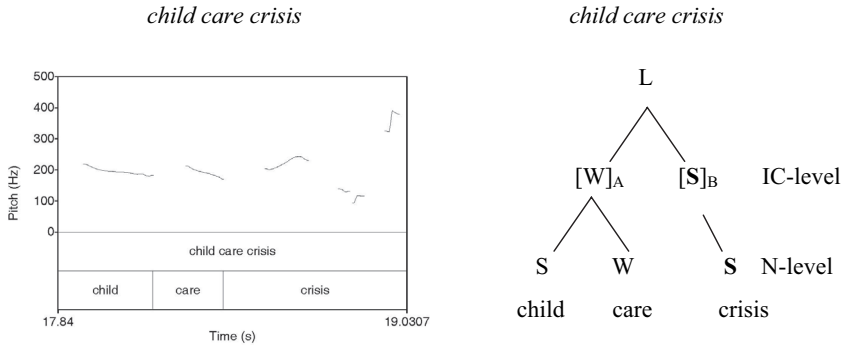 child care crisis
500
400
300
200
100
0
Pitch (Hz)
child care crisis
child care crisis
17.84 19.0307
Time (s)
child care crisis
L
[W]A [S]B IC-level
S W S N-level
child care crisis